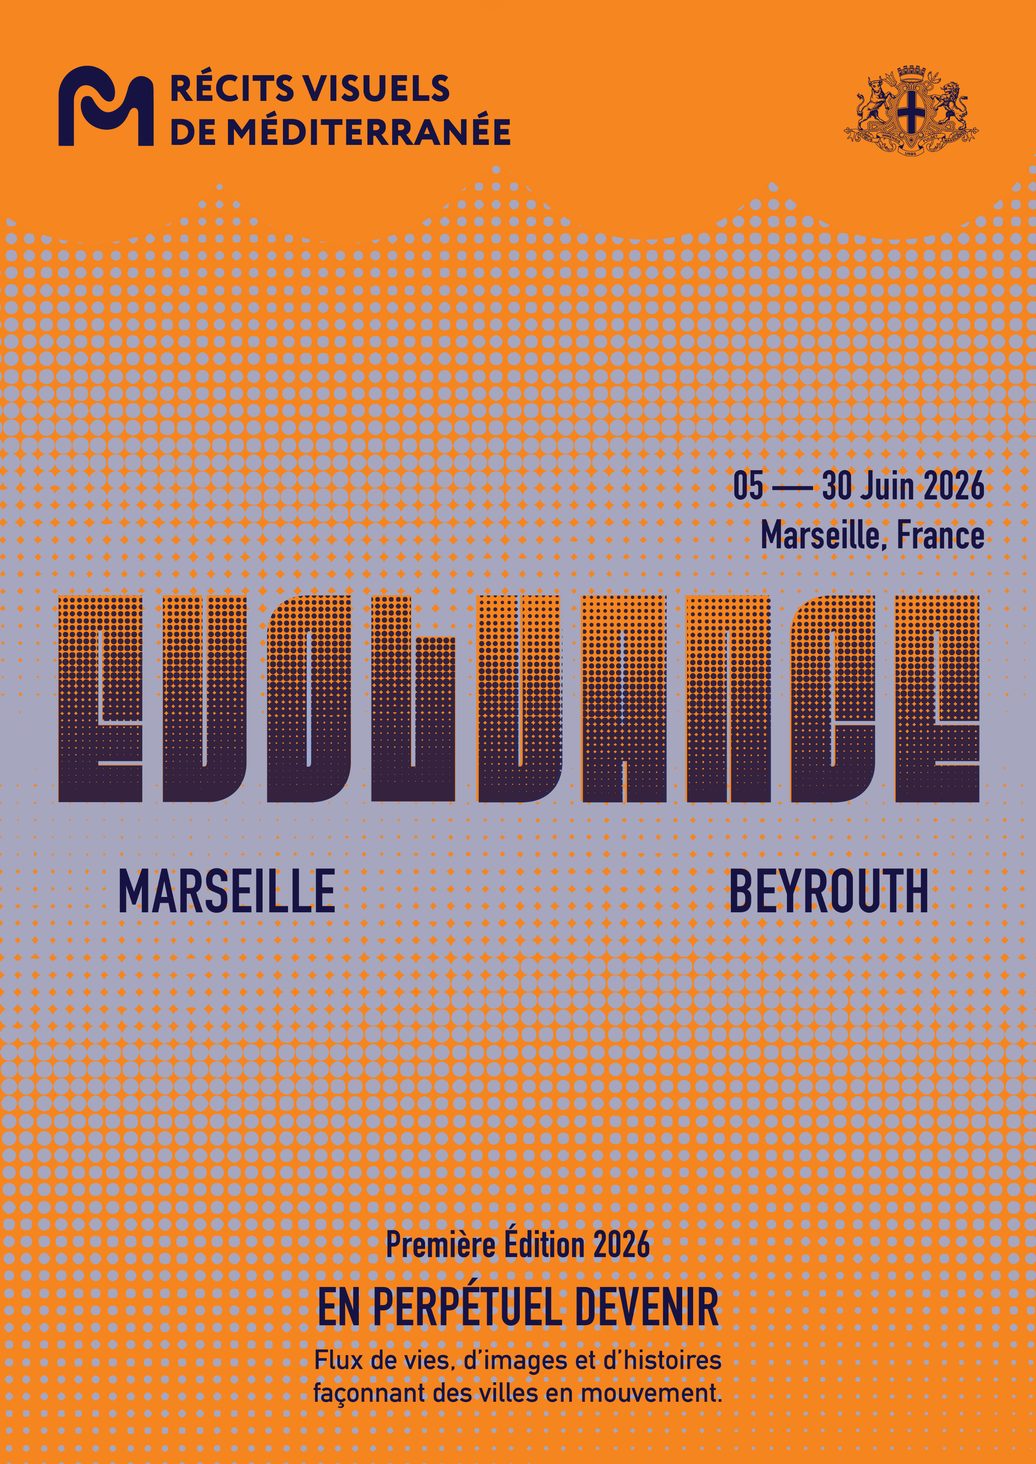 RÉCITS VISUELS
DE MÉDITERRANÉE
05 — 30 Juin 2026
Marseille, France
EVOLUANCE
MARSEILLE
BEYROUTH
Première Édition 2026
EN PERPÉTUEL DEVENIR
Flux de vies, d'images et d'histoires
façonnant des villes en mouvement.